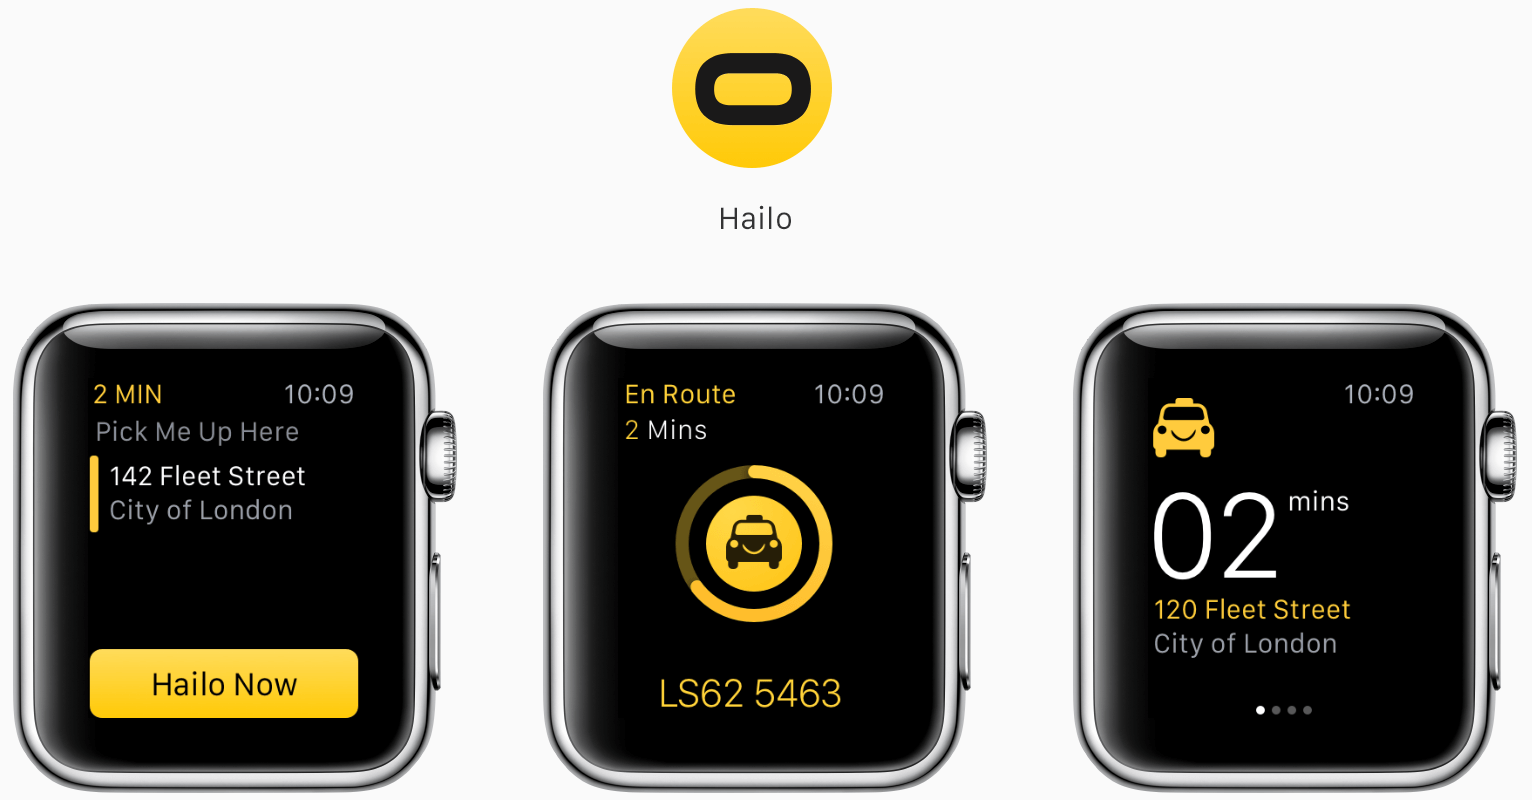 Hailo
2 MIN 10:09
Pick Me Up Here
142 Fleet Street
City of London
Hailo Now
En Route 10:09
2 Mins
LS62 5463
10:09
02 mins
120 Fleet Street
City of London